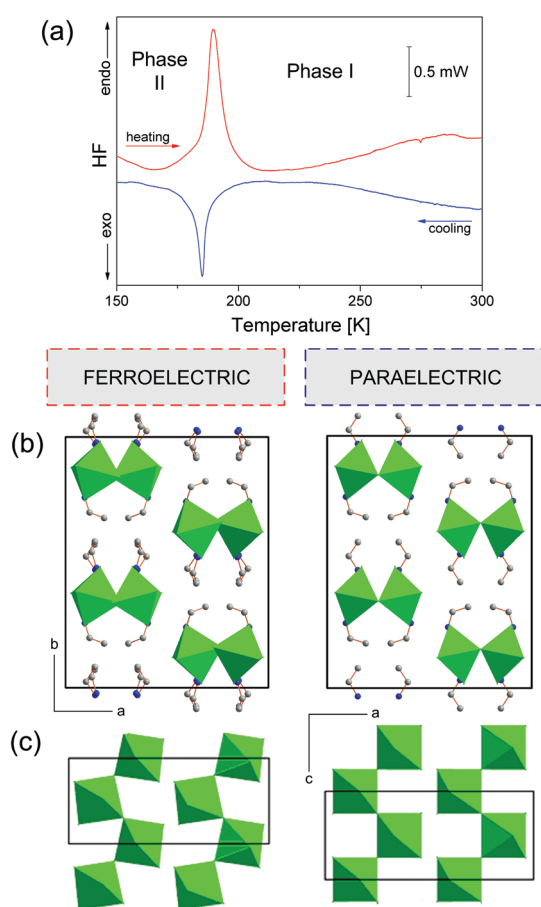 (a)
endo
HF
exo
Phase
II
Phase I
0.5 mW
heating
cooling
150
200
250
300
Temperature [K]
FERROELECTRIC
PARAELECTRIC
(b)
b
a
a
c
(c)